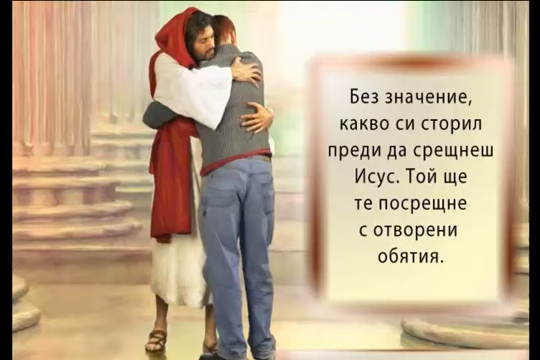 Без значение,
какво си сторил
преди да срещнеш
Исус. Той ще
те посрещне
с отворени
обятия.